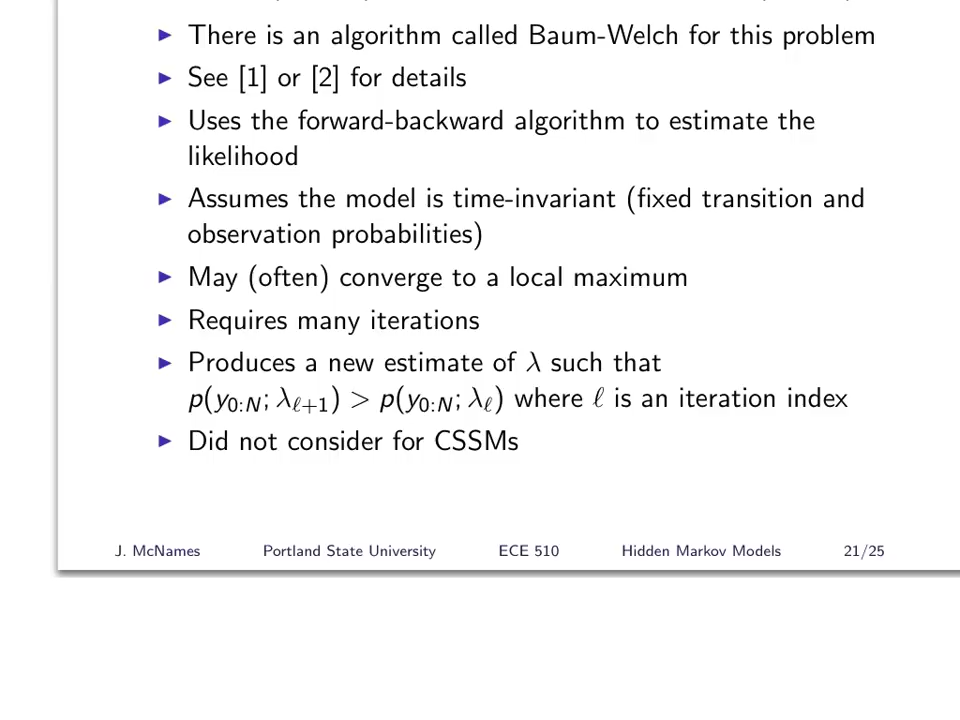 ▶ There is an algorithm called Baum-Welch for this problem
▶ See [1] or [2] for details
▶ Uses the forward-backward algorithm to estimate the
likelihood
▶ Assumes the model is time-invariant (fixed transition and
observation probabilities)
▶ May (often) converge to a local maximum
▶ Requires many iterations
▶ Produces a new estimate of λ such that
p(y₀:N; λℓ₊₁) > p(y₀:N; λℓ) where ℓ is an iteration index
▶ Did not consider for CSSMs
J. McNames Portland State University ECE 510 Hidden Markov Models 21/25